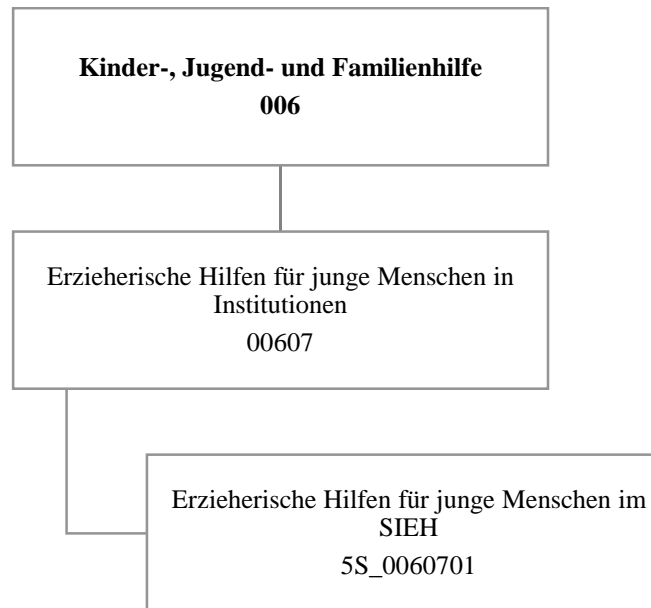 Kinder-, Jugend- und Familienhilfe
006
Erzieherische Hilfen für junge Menschen in
Institutionen
00607
Erzieherische Hilfen für junge Menschen im
SIEH
5S_0060701